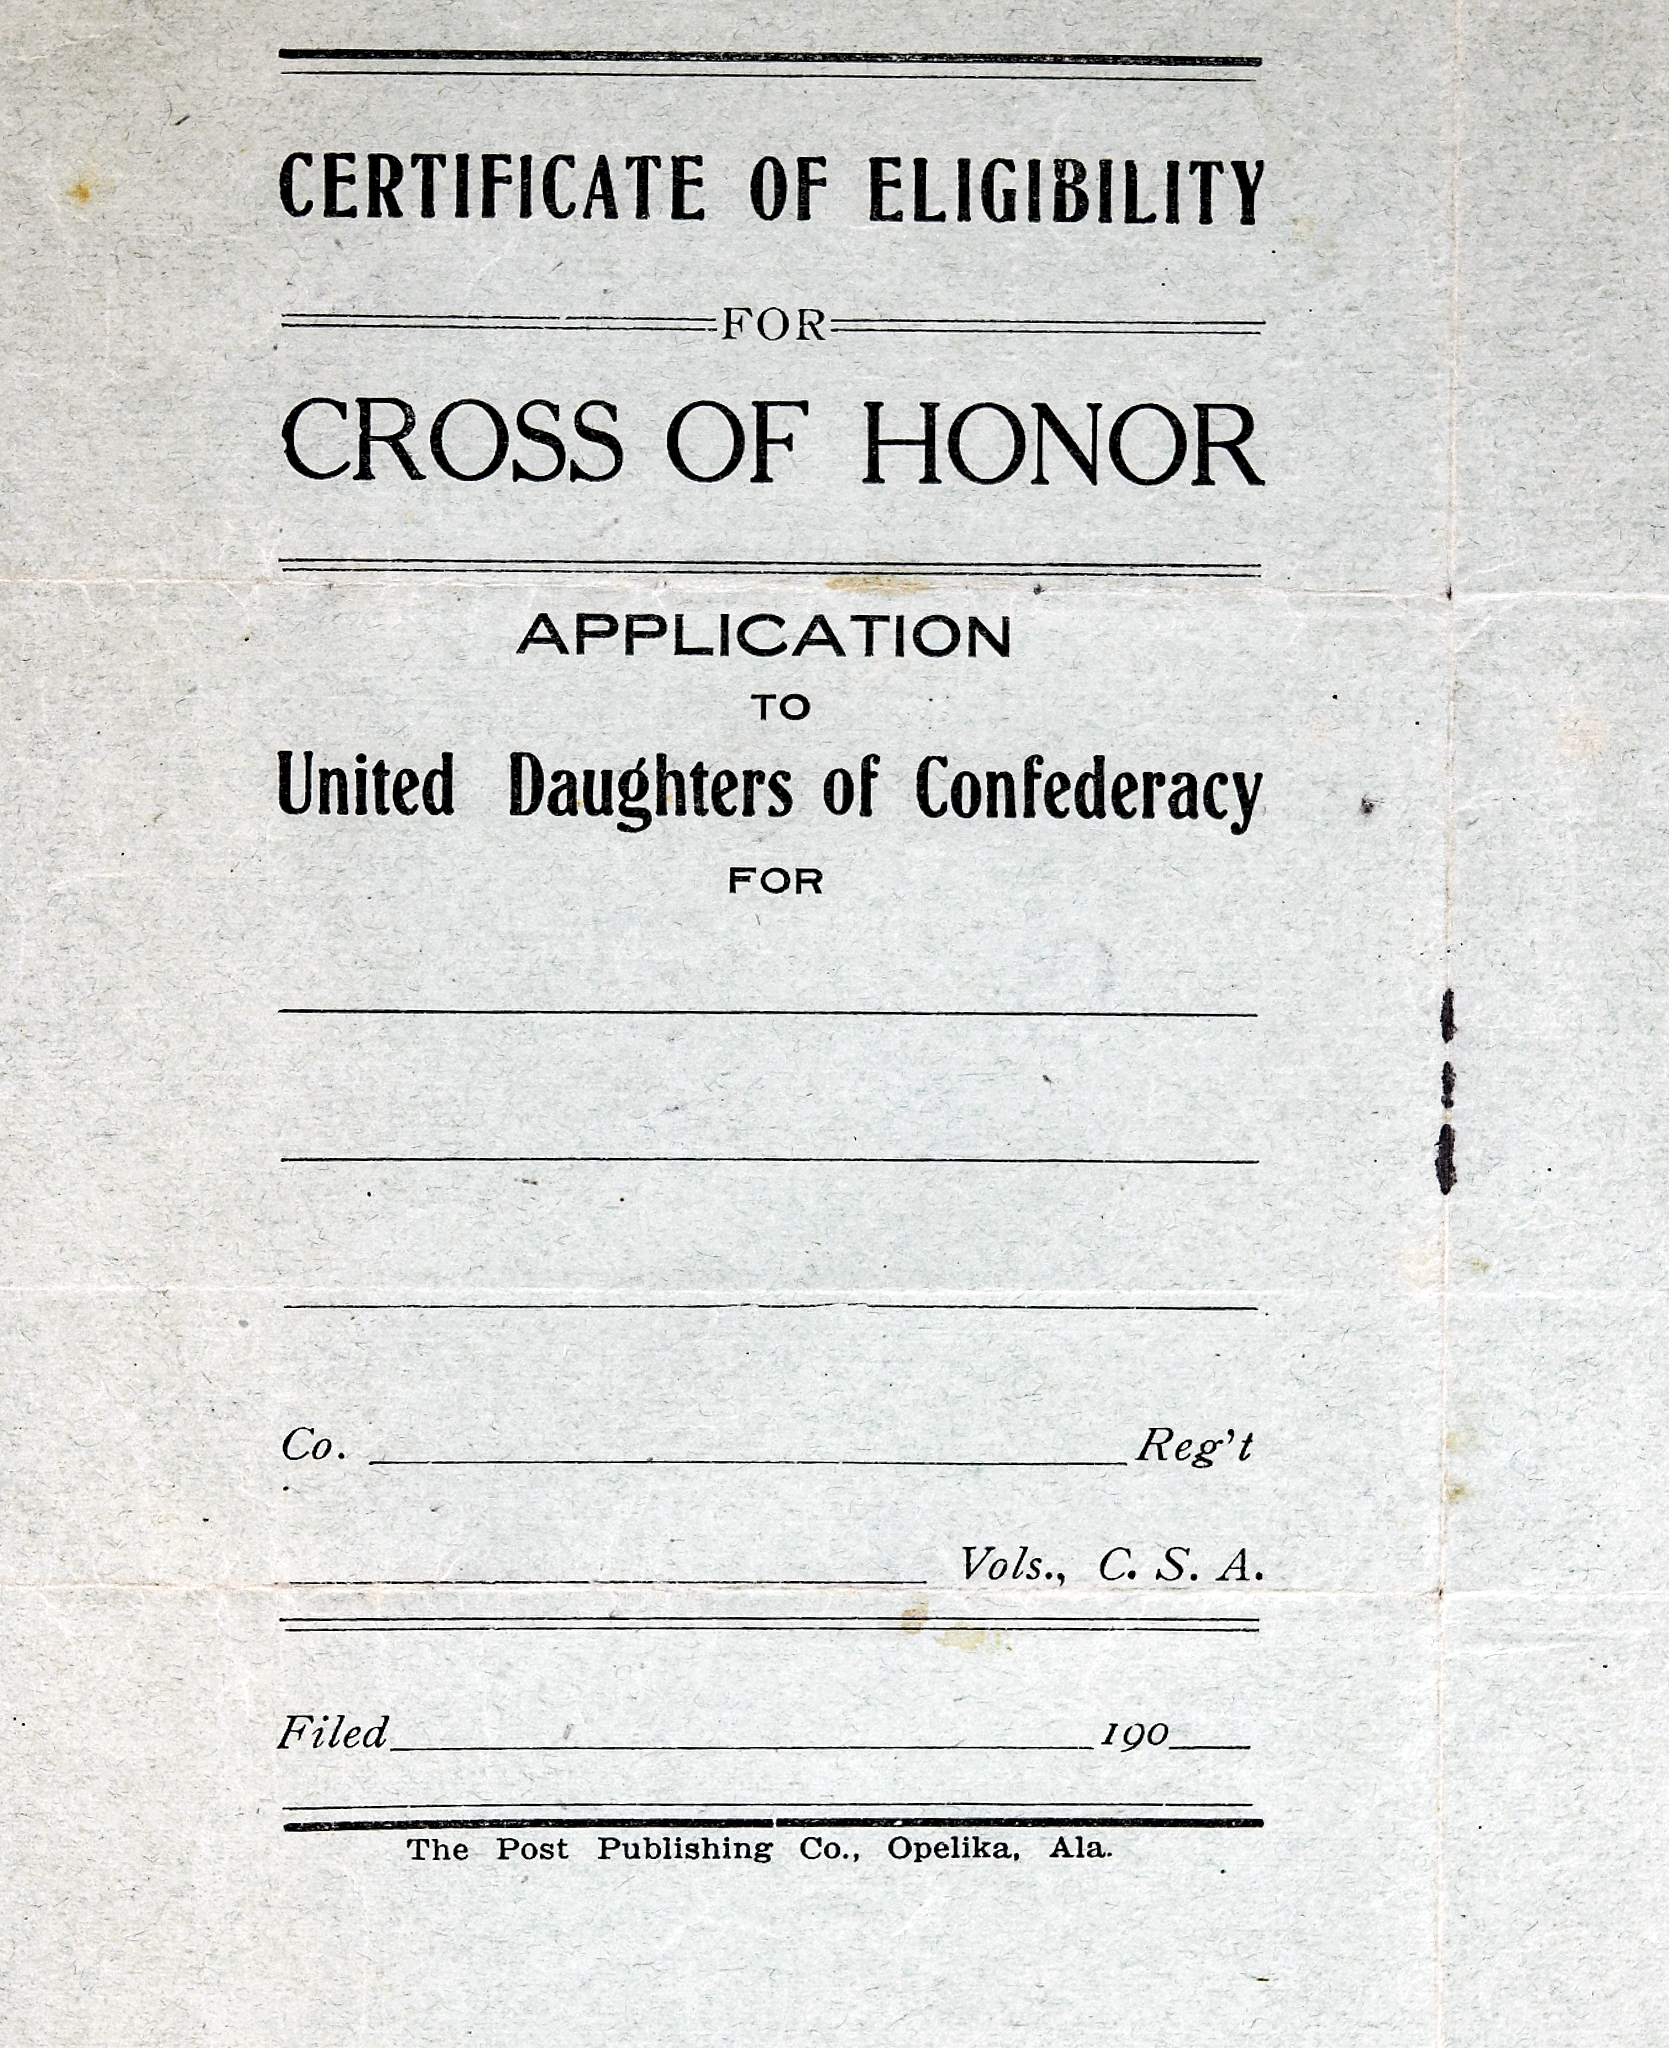 CERTIFICATE OF ELIGIBILITY
FOR
CROSS OF HONOR
APPLICATION
TO
United Daughters of Confederacy
FOR
Co. Reg't
Vols., C. S. A.
Filed 190
The Post Publishing Co., Opelika, Ala.